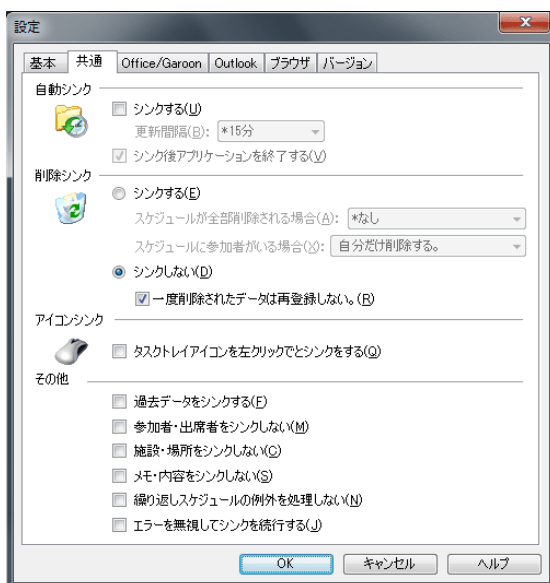 設定
基本 共通 Office/Garoon Outlook ブラウザ バージョン
自動シンク
シンクする(U)
更新間隔(B): *15分
シンク後アプリケーションを終了する(V)
削除シンク
シンクする(E)
スケジュールが全部削除される場合(A): *なし
スケジュールに参加者がいる場合(X): 自分だけ削除する。
シンクしない(D)
一度削除されたデータは再登録しない。(R)
アイコンシンク
タスクトレイアイコンを左クリックでとシンクをする(Q)
その他
過去データをシンクする(F)
参加者・出席者をシンクしない(M)
施設・場所をシンクしない(C)
メモ・内容をシンクしない(S)
繰り返しスケジュールの例外を処理しない(N)
エラーを無視してシンクを続行する(J)
OK キャンセル ヘルプ